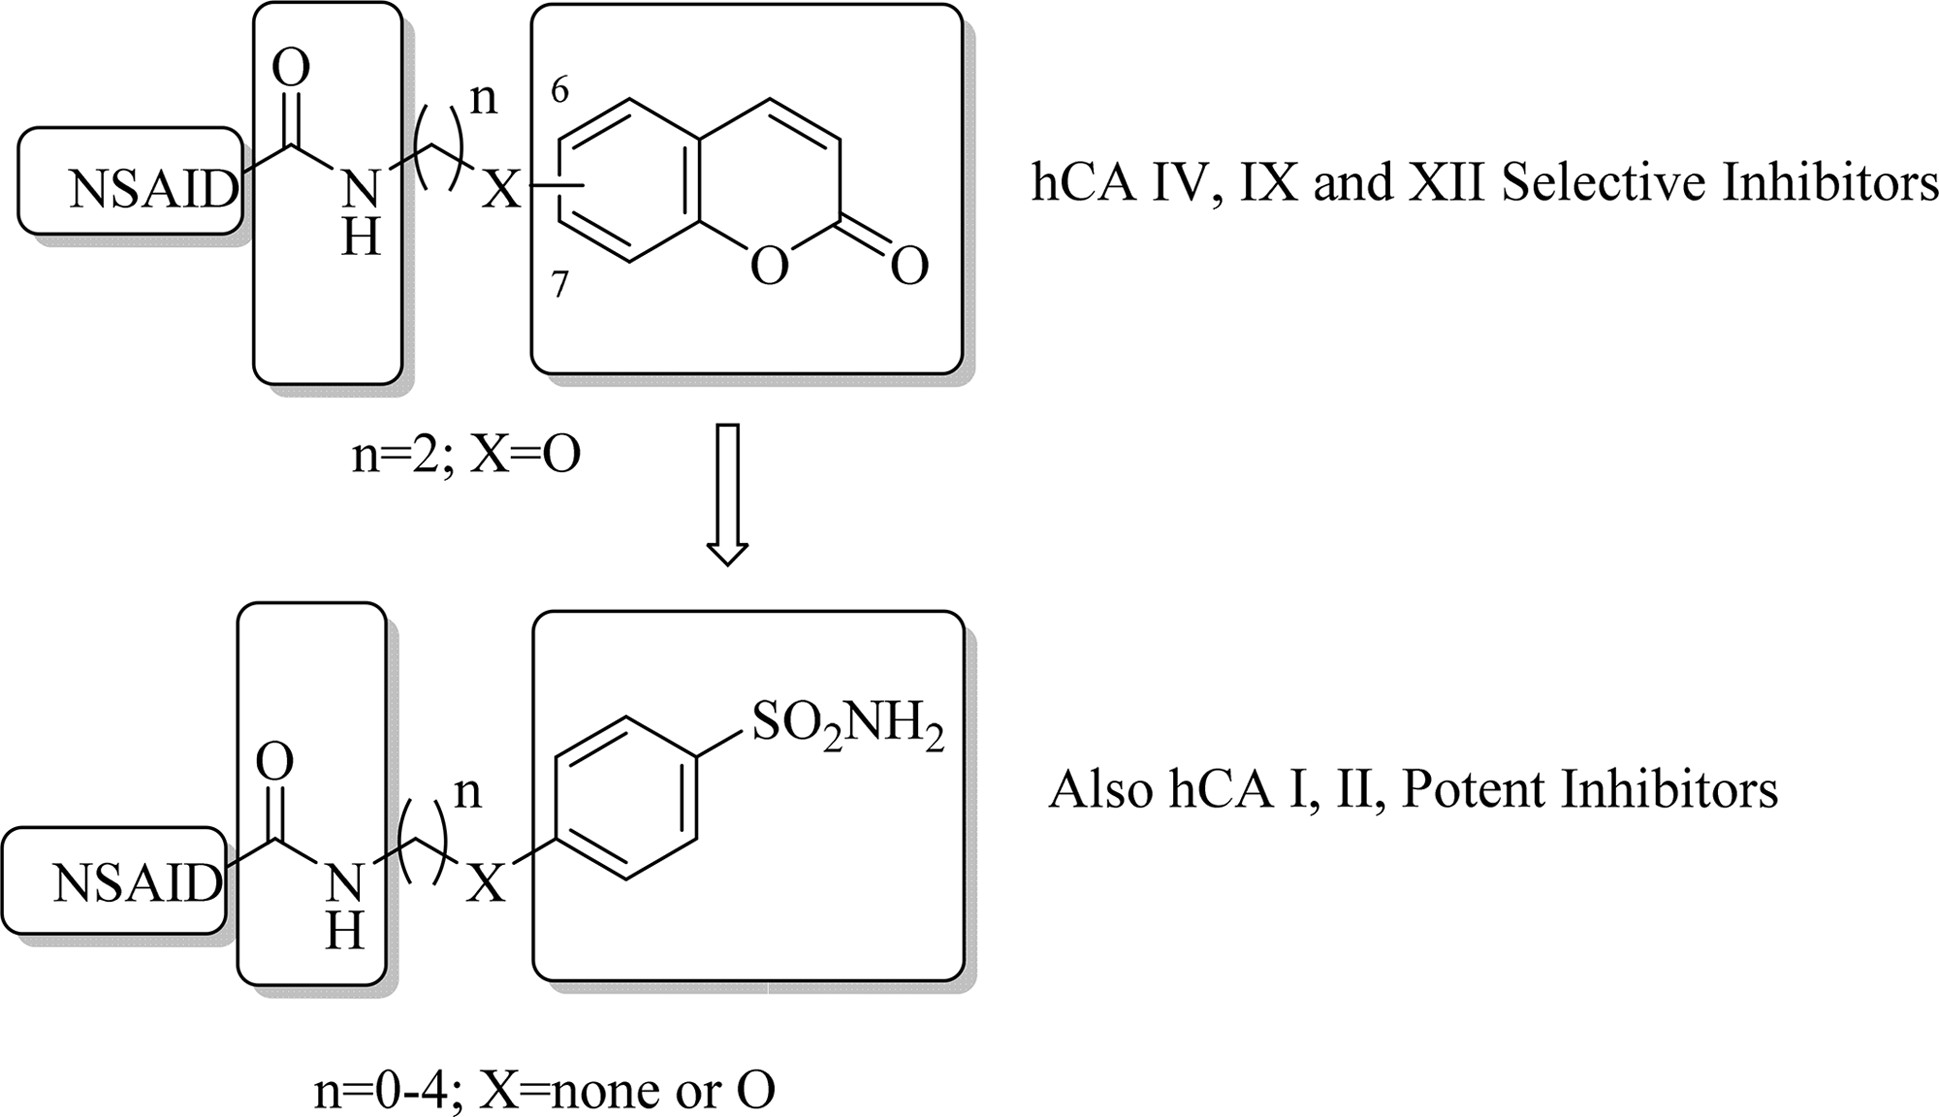 O
n
6
NSAID
N
H
X
O
O
7
hCA IV, IX and XII Selective Inhibitors
n=2; X=O
SO2NH2
O
n
NSAID
N
H
X
Also hCA I, II, Potent Inhibitors
n=0-4; X=none or O